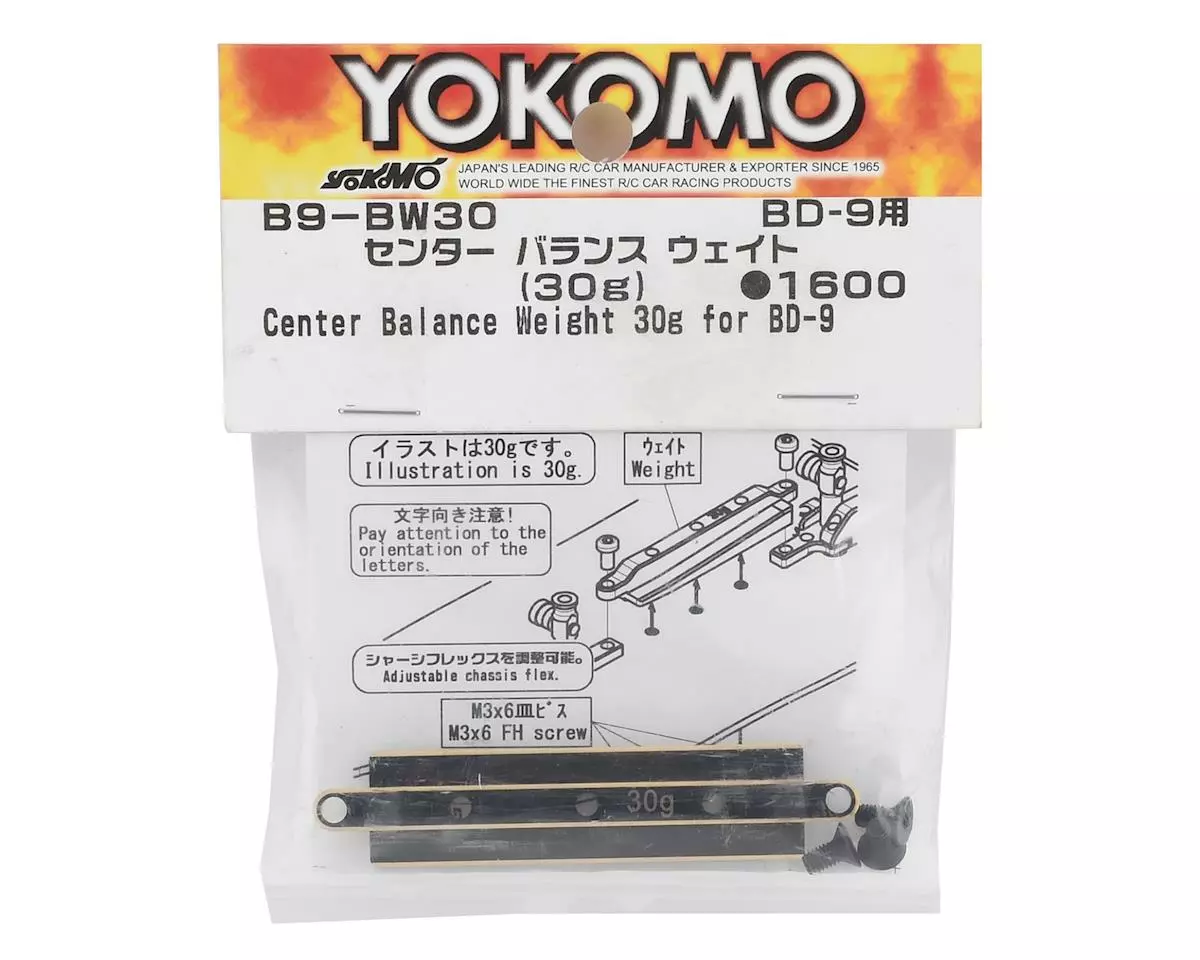 YOKOMO
YOKOMO
JAPAN'S LEADING R/C CAR MANUFACTURER & EXPORTER SINCE 1965
WORLD WIDE THE FINEST R/C CAR RACING PRODUCTS
B9-BW30 BD-9用
センター バランス ウェイト
(30g) ●1600
Center Balance Weight 30g for BD-9
イラストは30gです。
Illustration is 30g.
ウェイト
Weight
文字向き注意!
Pay attention to the
orientation of the
letters.
30g
シャーシフレックスを調整可能。
Adjustable chassis flex.
M3x6皿ビス
M3x6 FH screw
30g